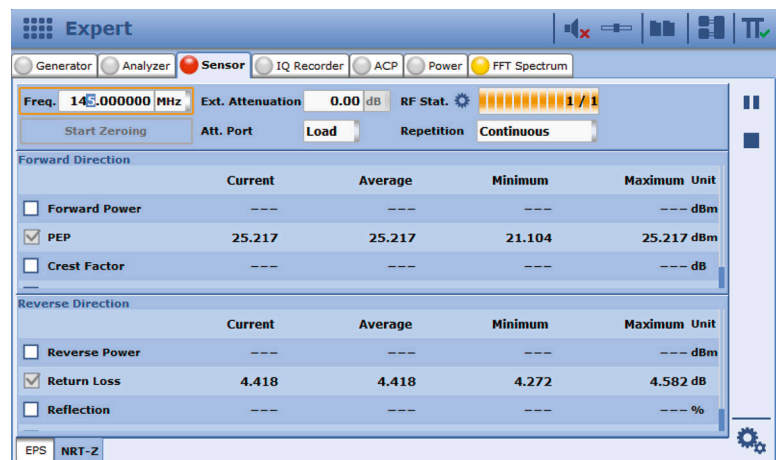 Expert
Generator Analyzer Sensor IQ Recorder ACP Power FFT Spectrum
Freq. 145.000000 MHz Ext. Attenuation 0.00 dB RF Stat. 1 / 1
Start Zeroing Att. Port Load Repetition Continuous
Forward Direction
Current Average Minimum Maximum Unit
Forward Power --- --- --- --- dBm
PEP 25.217 25.217 21.104 25.217 dBm
Crest Factor --- --- --- --- dB
Reverse Direction
Current Average Minimum Maximum Unit
Reverse Power --- --- --- --- dBm
Return Loss 4.418 4.418 4.272 4.582 dB
Reflection --- --- --- --- %
EPS NRT-Z